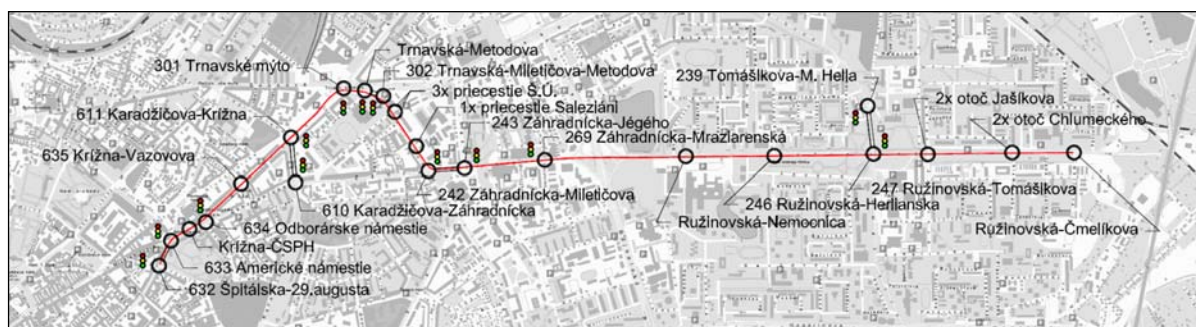 Trnavská-Metodova
301 Trnavské mýto
302 Trnavská-Miletičova-Metodova
239 Tomášikova-M. Hella
3x priecestie Š.Ú.
2x otoč Jašíkova
1x priecestie Saleziáni
611 Karadžičova-Krížna
243 Záhradnícka-Jégého
2x otoč Chlumeckého
269 Záhradnícka-Mraziarenská
635 Krížna-Vazovova
242 Záhradnícka-Miletičova
247 Ružinovská-Tomášikova
610 Karadžičova-Záhradnícka
246 Ružinovská-Herlianska
634 Odborárske námestie
Ružinovská-Nemocnica
Ružinovská-Čmelíkova
Krížna-ČSPH
633 Americké námestie
632 Špitálska-29.augusta